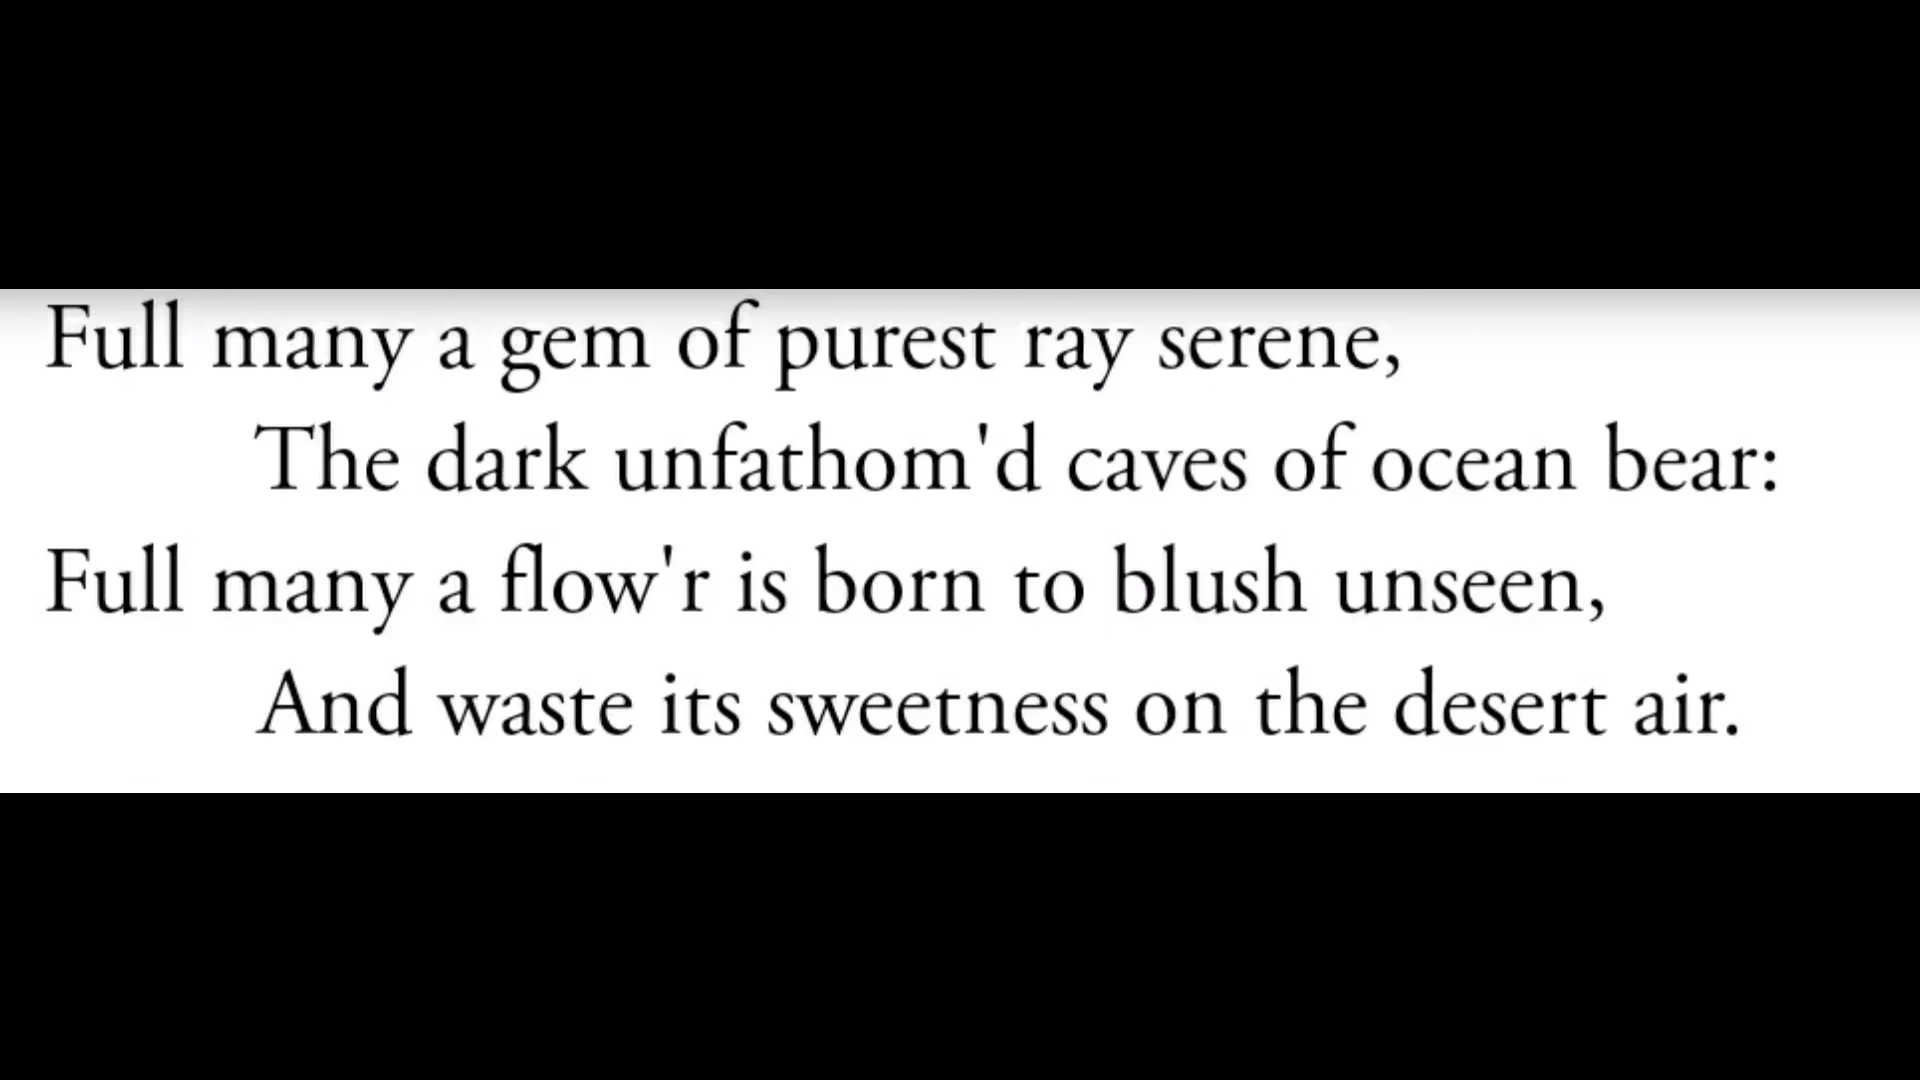 Full many a gem of purest ray serene,
The dark unfathom'd caves of ocean bear:
Full many a flow'r is born to blush unseen,
And waste its sweetness on the desert air.